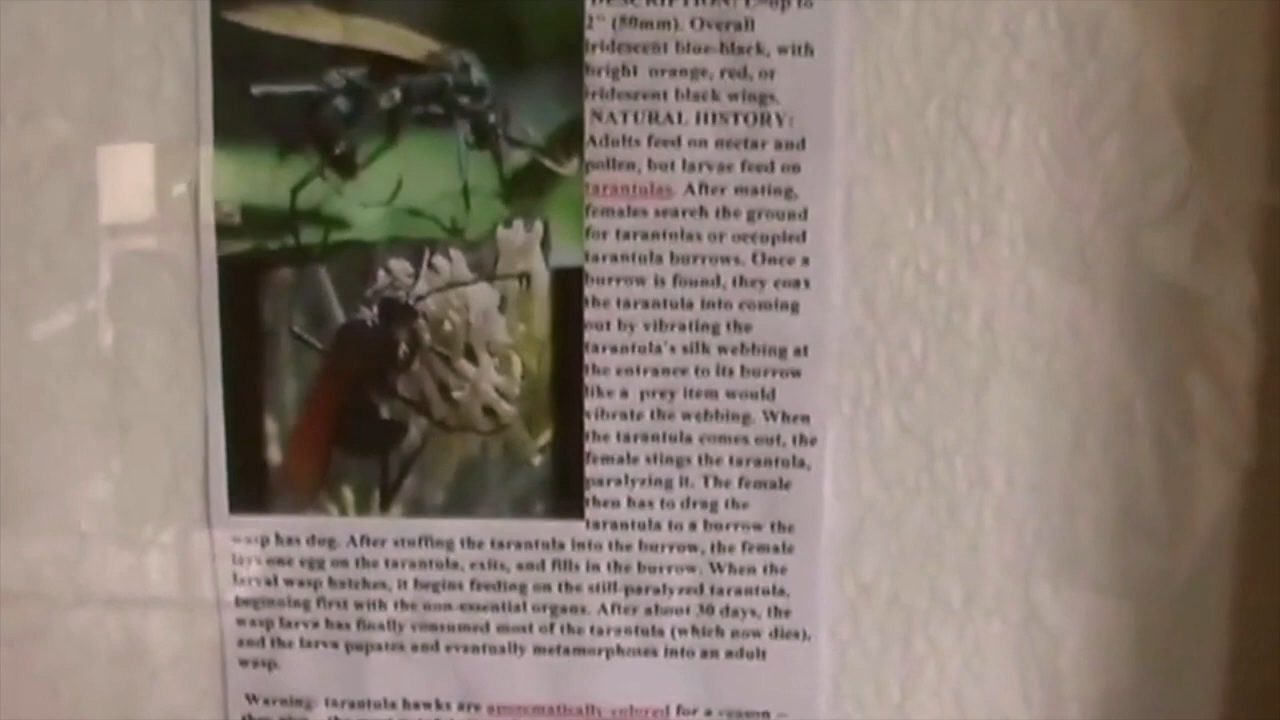 DESCRIPTION: L=up to
2" (50mm). Overall
iridescent blue-black, with
bright orange, red, or
iridescent black wings.
NATURAL HISTORY:
Adults feed on nectar and
pollen, but larvae feed on
tarantulas. After mating,
females search the ground
for tarantulas or occupied
tarantula burrows. Once a
burrow is found, they coax
the tarantula into coming
out by vibrating the
tarantula's silk webbing at
the entrance to its burrow
like a prey item would
vibrate the webbing. When
the tarantula comes out, the
female stings the tarantula,
paralyzing it. The female
then has to drag the
tarantula to a burrow the
wasp has dug. After stuffing the tarantula into the burrow, the female
lays one egg on the tarantula, exits, and fills in the burrow. When the
larval wasp hatches, it begins feeding on the still-paralyzed tarantula,
beginning first with the non-essential organs. After about 30 days, the
wasp larva has finally consumed most of the tarantula (which now dies),
and the larva pupates and eventually metamorphoses into an adult
wasp.
Warning: tarantula hawks are aposematically colored for a reason –